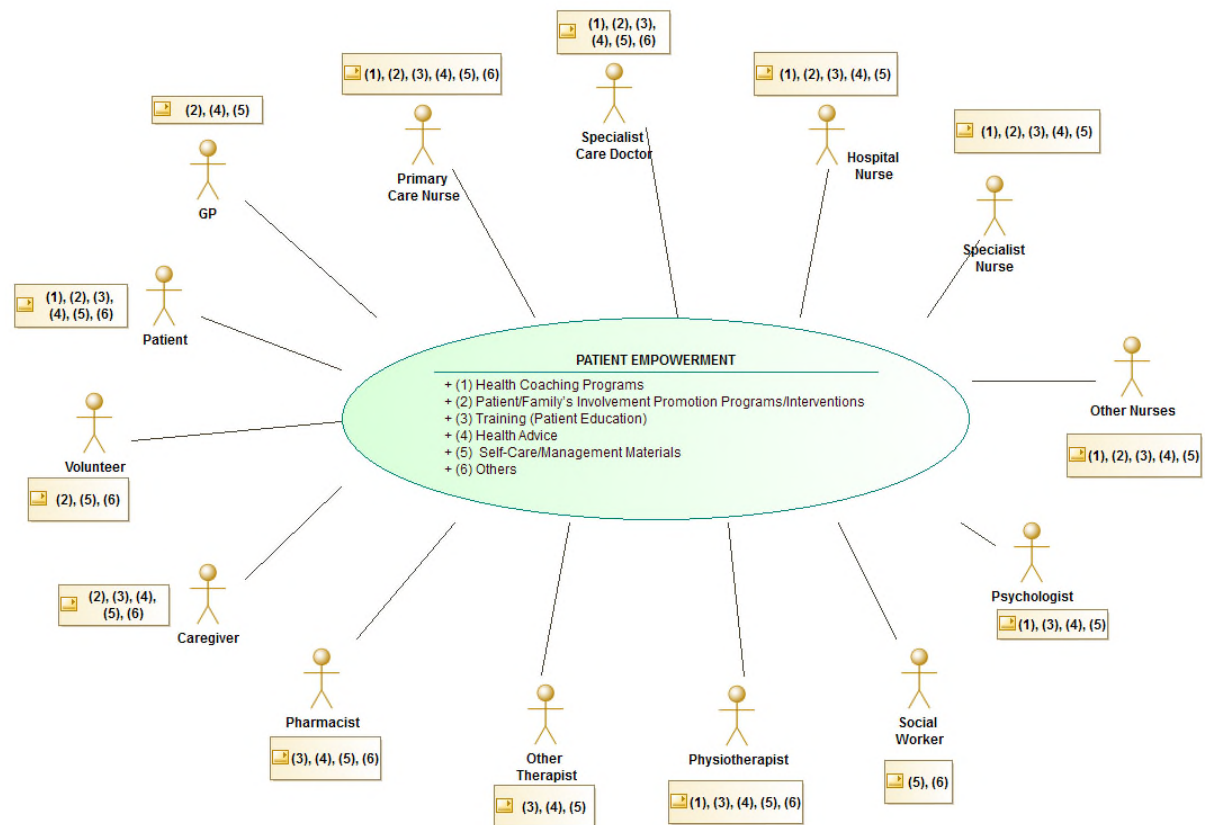 (1), (2), (3),
(4), (5), (6)
Specialist
Care Doctor
(1), (2), (3), (4), (5), (6)
Primary
Care Nurse
(1), (2), (3), (4), (5)
Hospital
Nurse
(2), (4), (5)
GP
(1), (2), (3), (4), (5)
Specialist
Nurse
(1), (2), (3),
(4), (5), (6)
Patient
PATIENT EMPOWERMENT
+ (1) Health Coaching Programs
+ (2) Patient/Family's Involvement Promotion Programs/Interventions
+ (3) Training (Patient Education)
+ (4) Health Advice
+ (5) Self-Care/Management Materials
+ (6) Others
Other Nurses
(1), (2), (3), (4), (5)
Volunteer
(2), (5), (6)
(2), (3), (4),
(5), (6)
Caregiver
Psychologist
(1), (3), (4), (5)
Pharmacist
(3), (4), (5), (6)
Other
Therapist
(3), (4), (5)
Physiotherapist
(1), (3), (4), (5), (6)
Social
Worker
(5), (6)